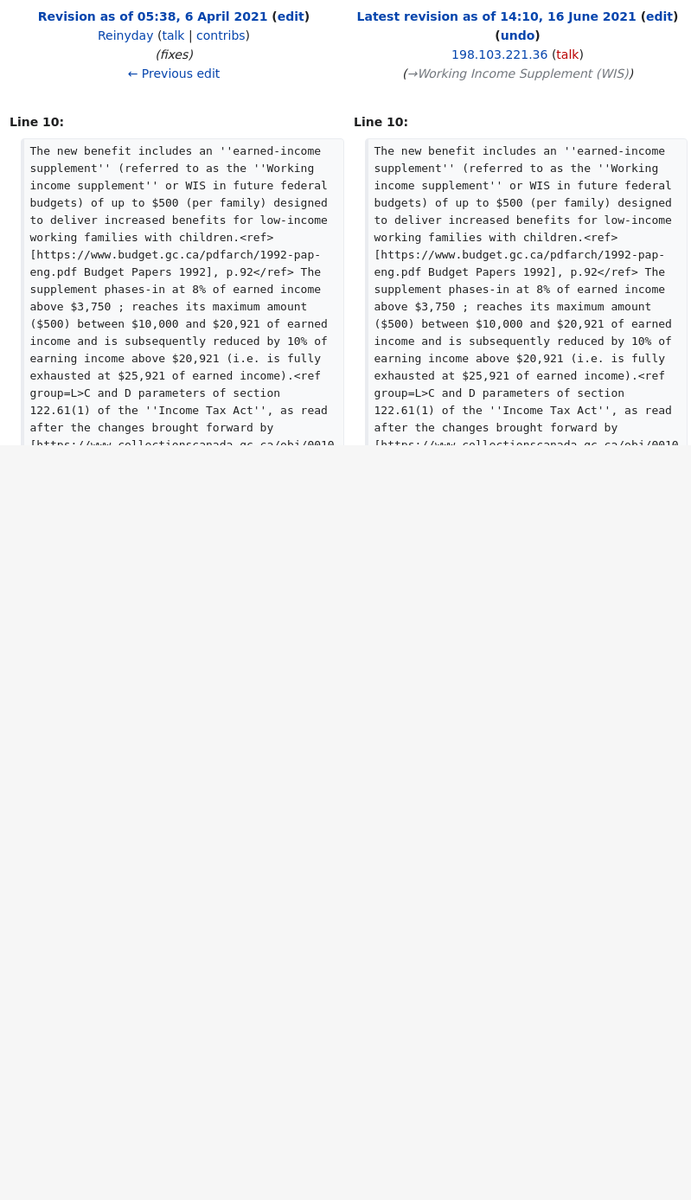 Revision as of 05:38, 6 April 2021 (edit)
Reinyday (talk | contribs)
(fixes)
← Previous edit
Latest revision as of 14:10, 16 June 2021 (edit)
(undo)
198.103.221.36 (talk)
(→Working Income Supplement (WIS))
Line 10:
The new benefit includes an ''earned-income
supplement'' (referred to as the ''Working
income supplement'' or WIS in future federal
budgets) of up to $500 (per family) designed
to deliver increased benefits for low-income
working families with children.<ref>
[https://www.budget.gc.ca/pdfarch/1992-pap-
eng.pdf Budget Papers 1992], p.92</ref> The
supplement phases-in at 8% of earned income
above $3,750 ; reaches its maximum amount
($500) between $10,000 and $20,921 of earned
income and is subsequently reduced by 10% of
earning income above $20,921 (i.e. is fully
exhausted at $25,921 of earned income).<ref
group=L>C and D parameters of section
122.61(1) of the ''Income Tax Act'', as read
after the changes brought forward by
[https://www.collectionscanada.gc.ca/obj/0010
Line 10:
The new benefit includes an ''earned-income
supplement'' (referred to as the ''Working
income supplement'' or WIS in future federal
budgets) of up to $500 (per family) designed
to deliver increased benefits for low-income
working families with children.<ref>
[https://www.budget.gc.ca/pdfarch/1992-pap-
eng.pdf Budget Papers 1992], p.92</ref> The
supplement phases-in at 8% of earned income
above $3,750 ; reaches its maximum amount
($500) between $10,000 and $20,921 of earned
income and is subsequently reduced by 10% of
earning income above $20,921 (i.e. is fully
exhausted at $25,921 of earned income).<ref
group=L>C and D parameters of section
122.61(1) of the ''Income Tax Act'', as read
after the changes brought forward by
[https://www.collectionscanada.gc.ca/obj/0010